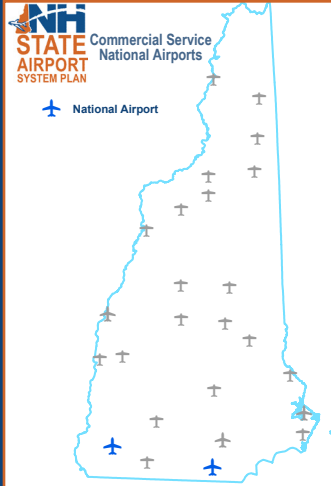 NH
STATE
AIRPORT
SYSTEM PLAN
Commercial Service
National Airports
National Airport